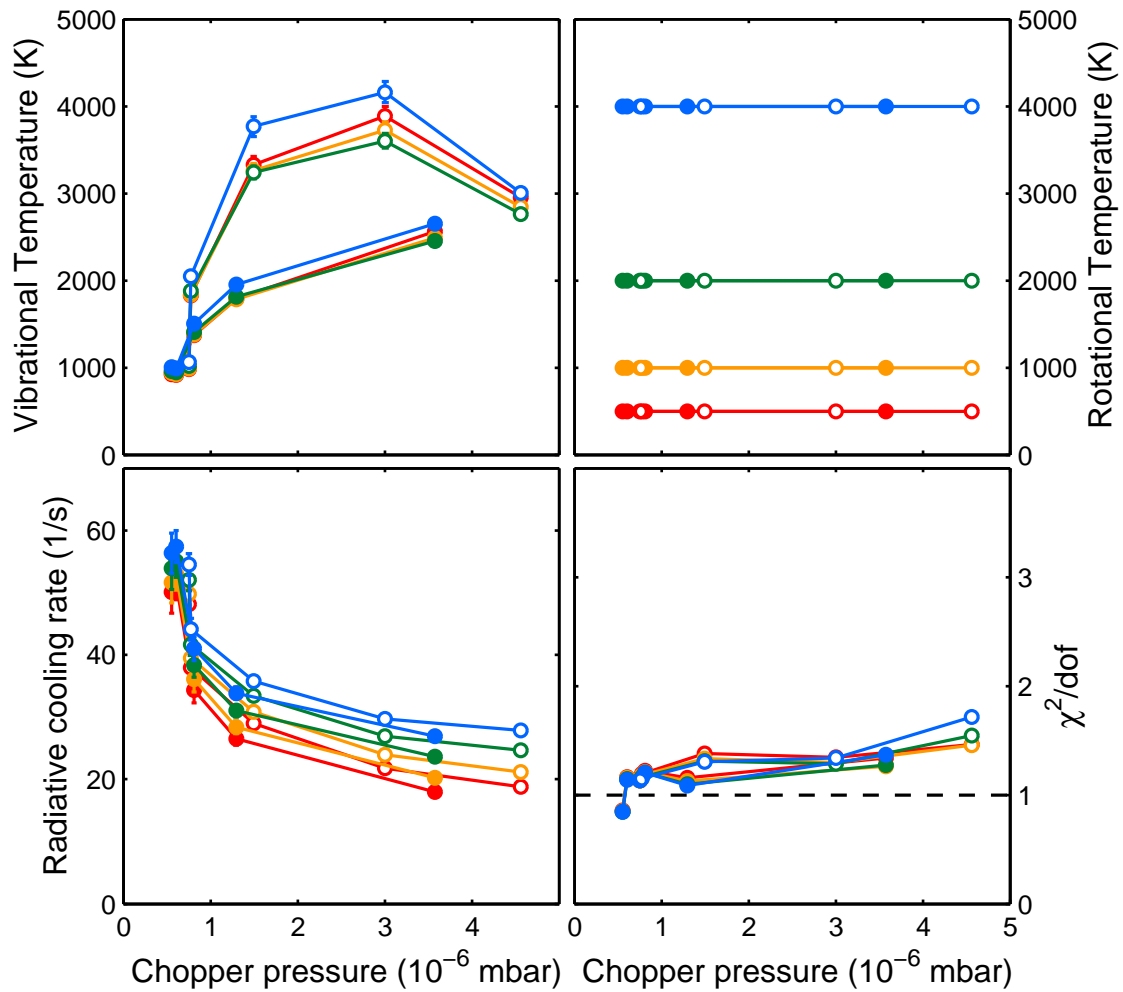 Vibrational Temperature (K)
5000
4000
3000
2000
1000
0
5000
4000
3000
2000
1000
0
Rotational Temperature (K)
Radiative cooling rate (1/s)
60
40
20
0
3
2
1
0
χ²/dof
0 1 2 3 4
0 1 2 3 4 5
Chopper pressure (10⁻⁶ mbar)
Chopper pressure (10⁻⁶ mbar)